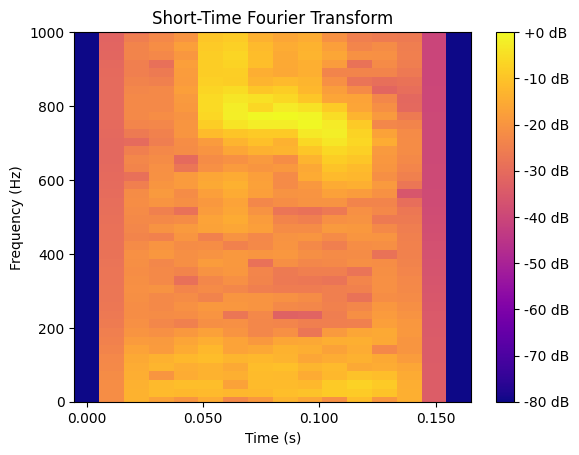 Short-Time Fourier Transform
1000
800
600
400
200
0
Frequency (Hz)
0.000
0.050
0.100
0.150
Time (s)
+0 dB
-10 dB
-20 dB
-30 dB
-40 dB
-50 dB
-60 dB
-70 dB
-80 dB